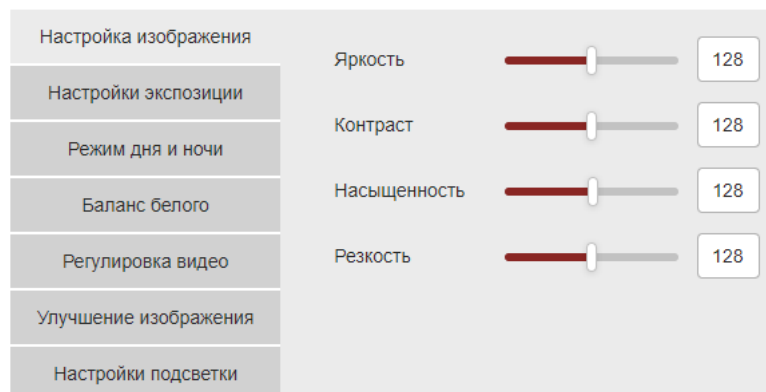 Настройка изображения
Настройки экспозиции
Режим дня и ночи
Баланс белого
Регулировка видео
Улучшение изображения
Настройки подсветки
Яркость 128
Контраст 128
Насыщенность 128
Резкость 128